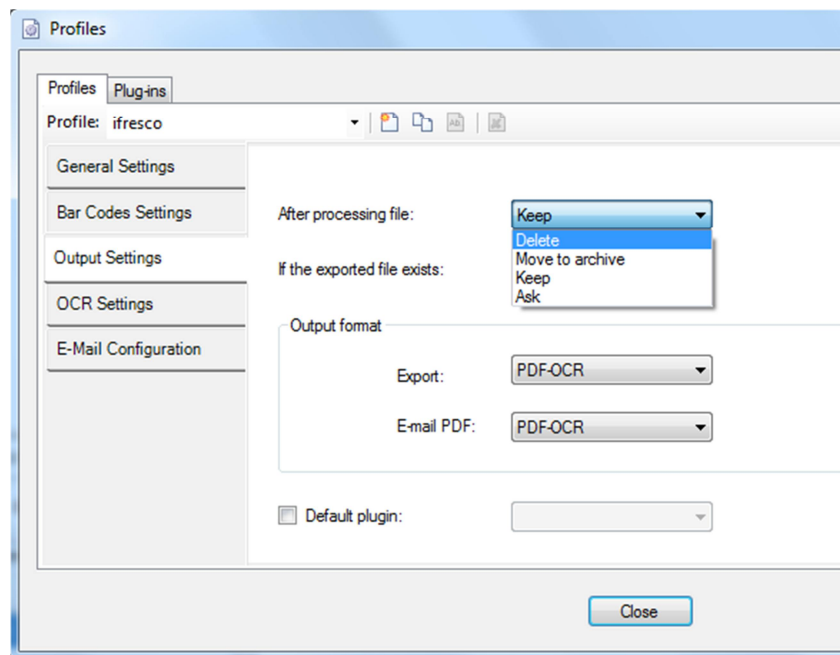 Profiles
Profiles Plug-ins
Profile: ifresco
General Settings
Bar Codes Settings
Output Settings
OCR Settings
E-Mail Configuration
After processing file: Keep
Delete
Move to archive
Keep
Ask
If the exported file exists:
Output format
Export: PDF-OCR
E-mail PDF: PDF-OCR
Default plugin:
Close